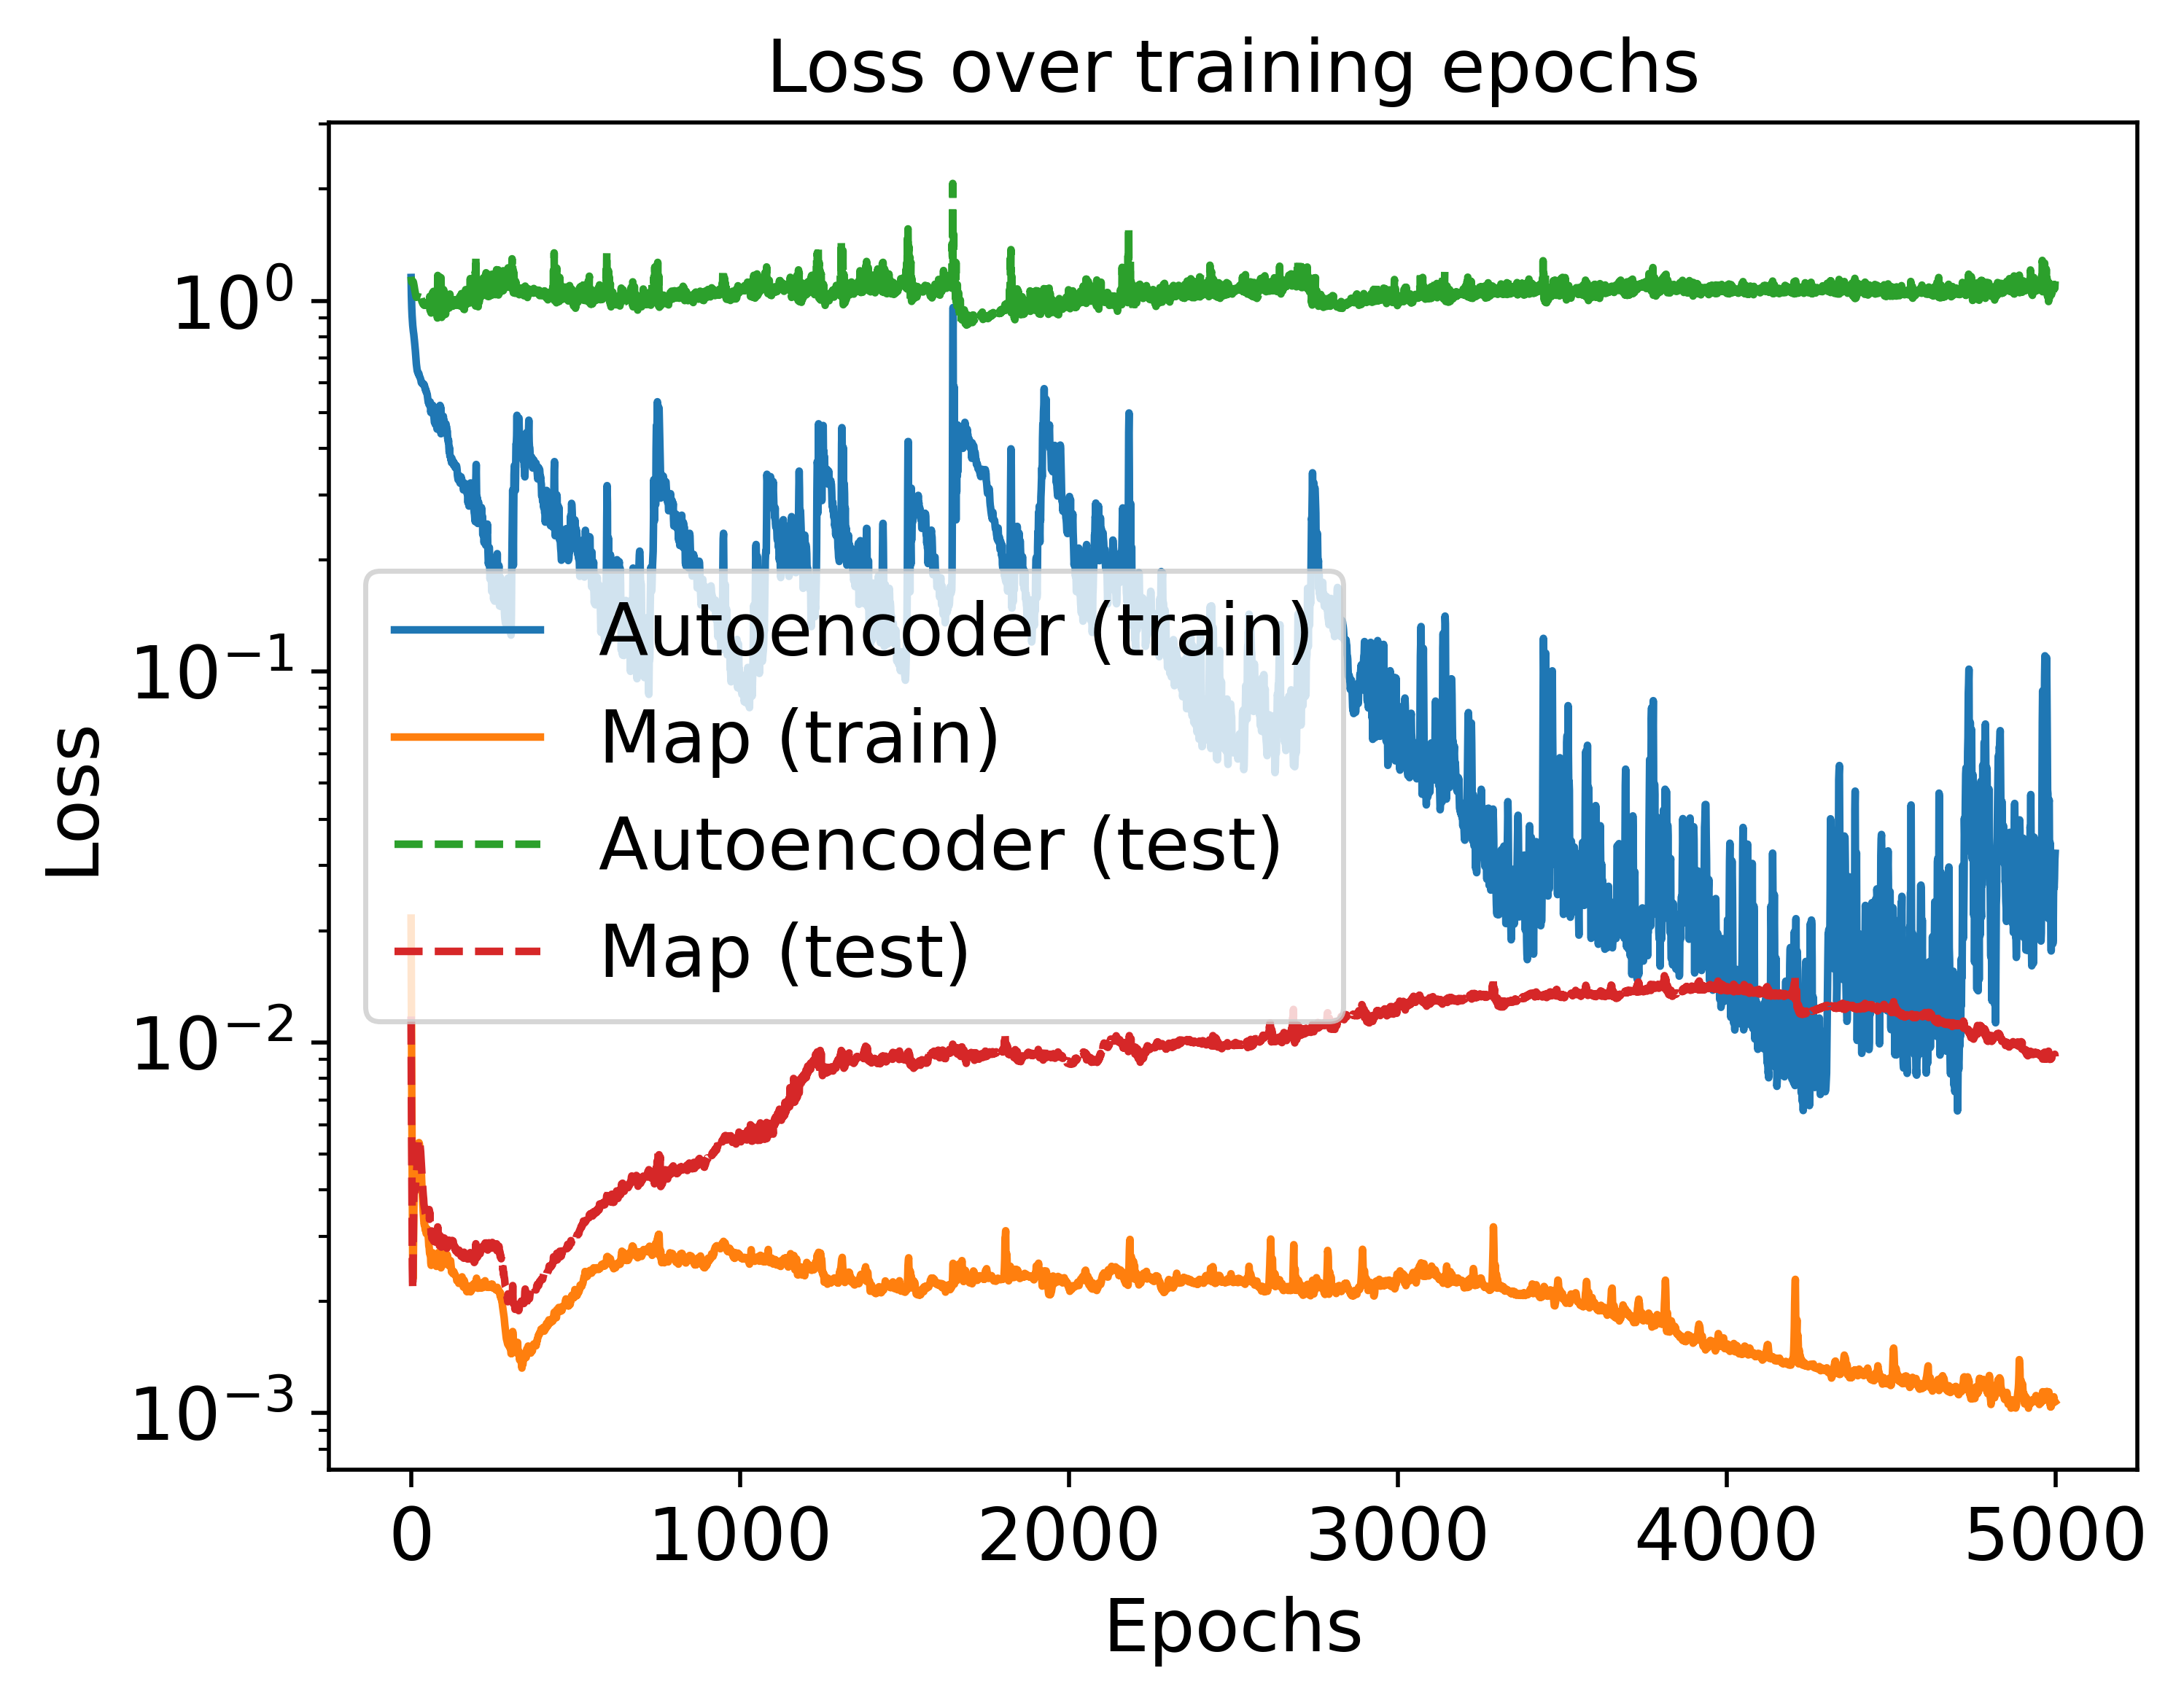 Loss over training epochs
Loss
10⁰
10⁻¹
10⁻²
10⁻³
Autoencoder (train)
Map (train)
Autoencoder (test)
Map (test)
0 1000 2000 3000 4000 5000
Epochs